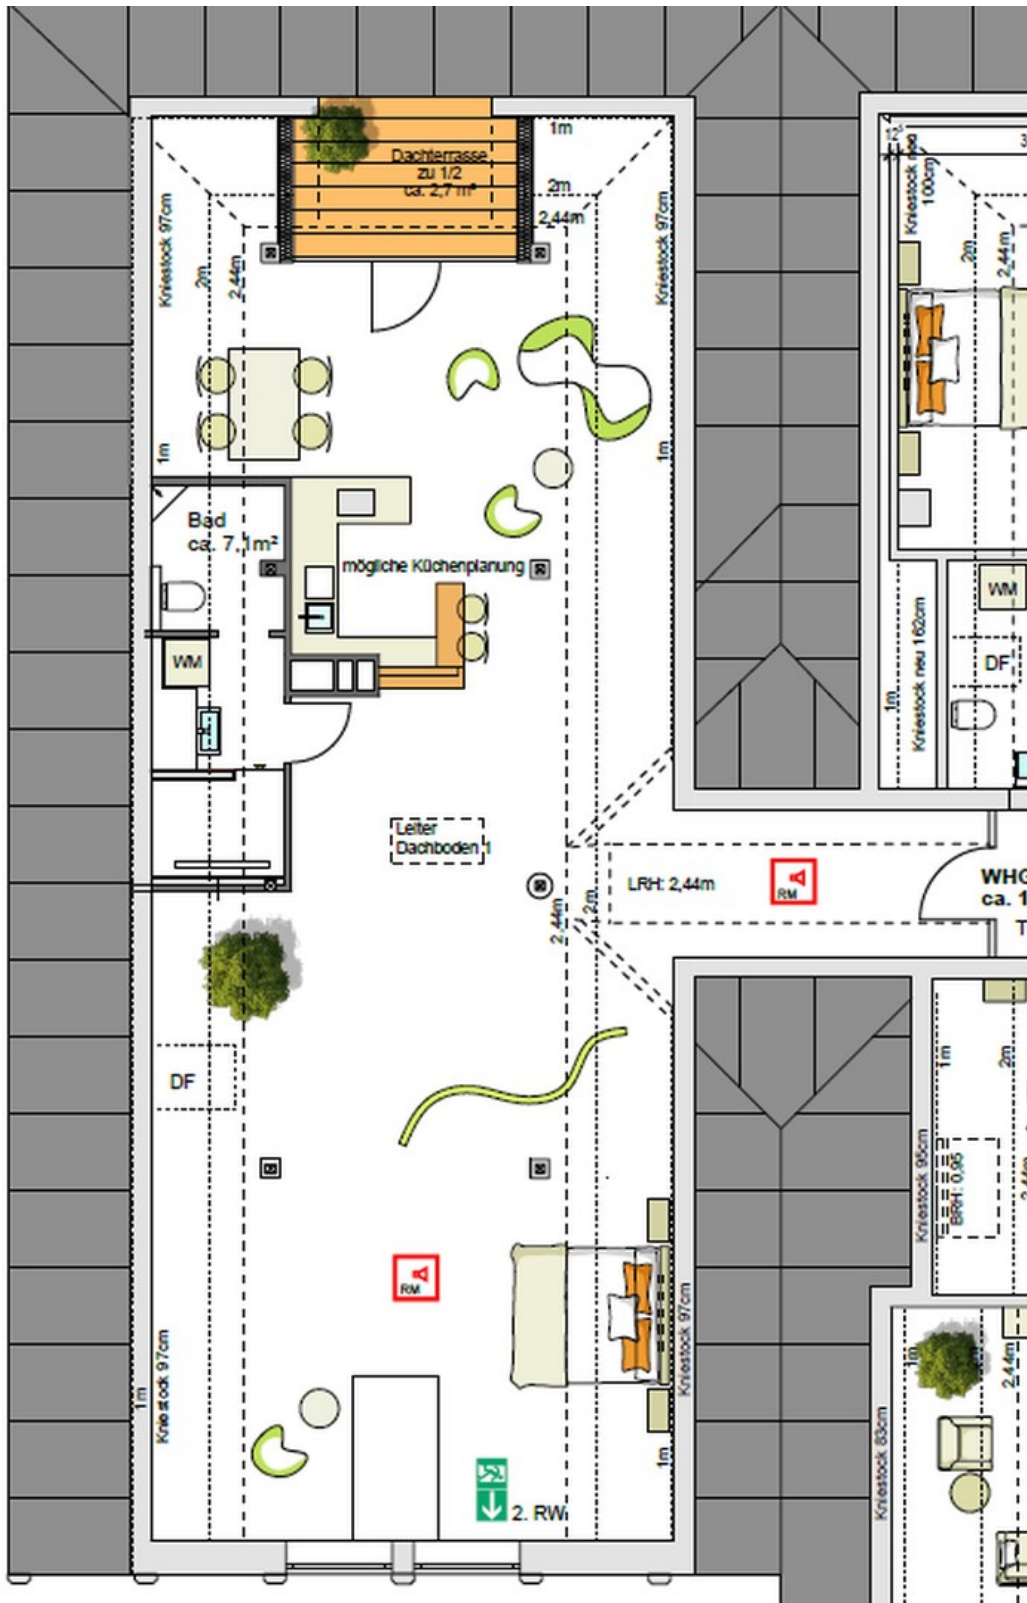 1m
Dachterrasse
zu 1/2
ca. 2,7 m²
2m
2,44m
Kniestock 97cm
2m
2,44m
Kniestock 97cm
1m
1m
Bad
ca. 7,1m²
mögliche Küchenplanung
WM
Leiter
Dachboden 1
LRH: 2,44m
RM
2,44m
2m
DF
RM
Kniestock 97cm
1m
Kniestock 97cm
1m
2. RW
Kniestock neu
100cm
2m
2,44m
WM
DF
Kniestock neu 162cm
1m
WHG
ca. 1
T
1m
2m
Kniestock 95cm
BRH: 0,95
2,44m
1m
2,44m
Kniestock 83cm